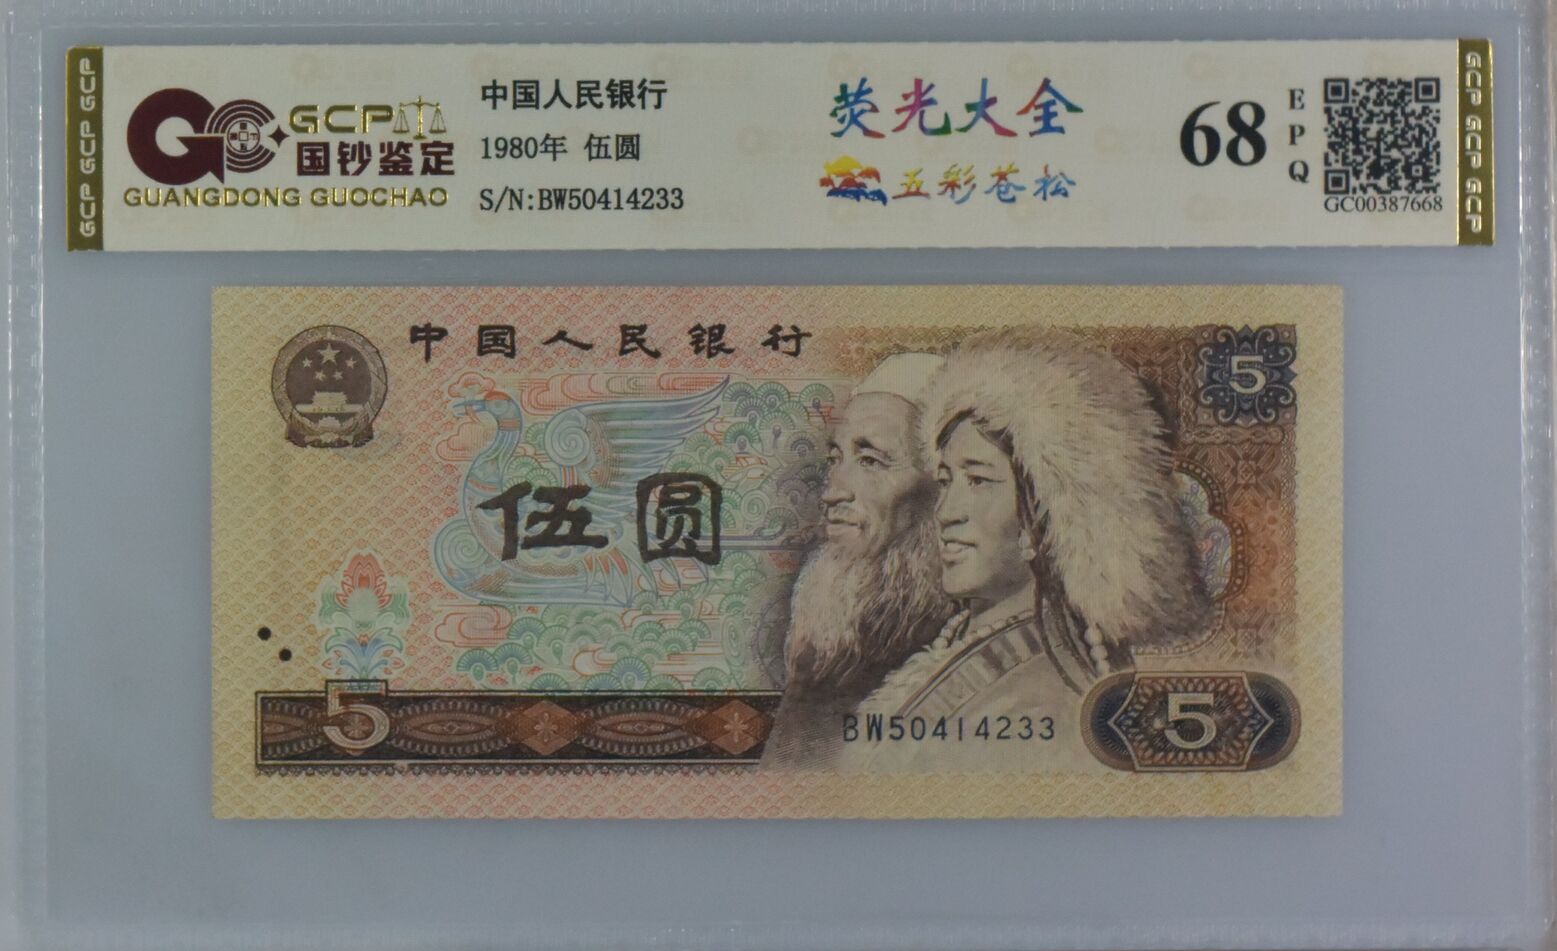 GCP GCP GCP
GCP
国钞鉴定
GUANGDONG GUOCHAO
中国人民银行
1980年 伍圆
S/N:BW50414233
荧光大全
五彩苍松
68
EPQ
GC00387668
GCP GCP GCP GCP
中国人民银行
5
伍圆
5
BW50414233
5